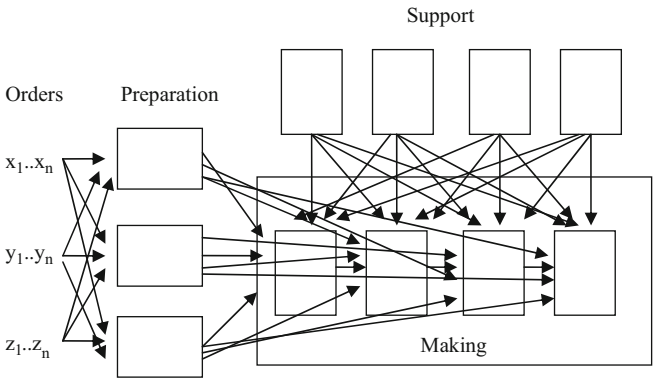 Support
Orders
Preparation
x1..xn
y1..yn
z1..zn
Making